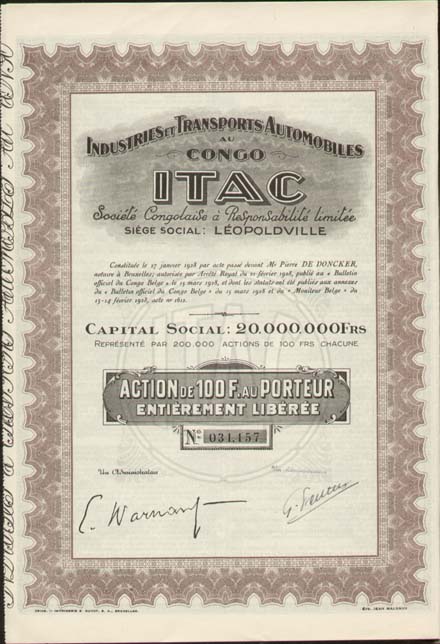 INDUSTRIES ET TRANSPORTS AUTOMOBILES
AU
CONGO
ITAC
Société Congolaise à Responsabilité limitée
SIÈGE SOCIAL: LÉOPOLDVILLE
Constituée le 27 janvier 1928 par acte passé devant Me Pierre DE DONCKER,
notaire à Bruxelles; autorisée par Arrêté Royal du 11 février 1928, publié au « Bulletin
officiel du Congo Belge » le 15 mars 1928, et dont les statuts ont été publiés aux annexes
du « Bulletin officiel du Congo Belge » du 15 mars 1928 et du « Moniteur Belge » du
13-14 février 1928, acte no 1611.
CAPITAL SOCIAL: 20.000.000 FRS
REPRÉSENTÉ PAR 200.000 ACTIONS DE 100 FRS CHACUNE
ACTION DE 100 F. AU PORTEUR
ENTIÈREMENT LIBÉRÉE
No 031,157
Un Administrateur
E. Warnant